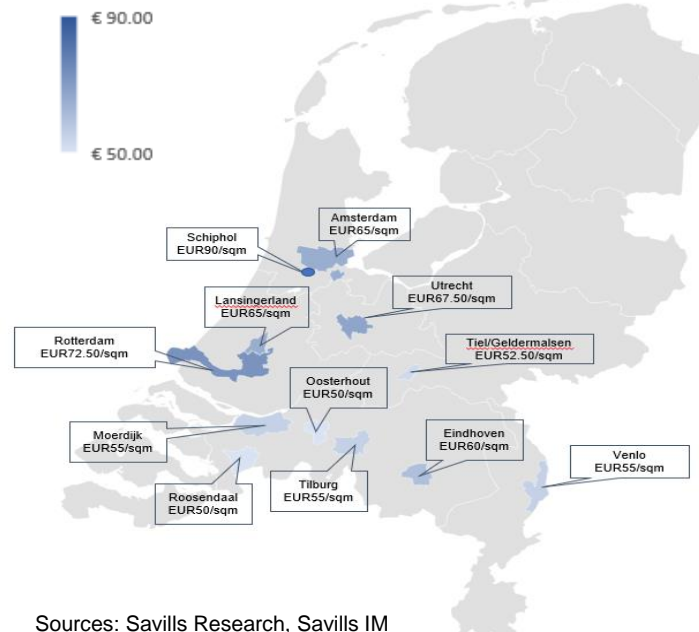 € 90.00
€ 50.00
Amsterdam
EUR65/sqm
Schiphol
EUR90/sqm
Utrecht
EUR67.50/sqm
Lansingerland
EUR65/sqm
Rotterdam
EUR72.50/sqm
Tiel/Geldermalsen
EUR52.50/sqm
Oosterhout
EUR50/sqm
Moerdijk
EUR55/sqm
Eindhoven
EUR60/sqm
Venlo
EUR55/sqm
Roosendaal
EUR50/sqm
Tilburg
EUR55/sqm
Sources: Savills Research, Savills IM